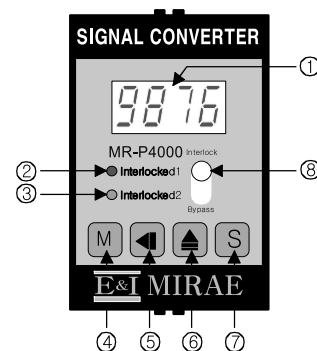 SIGNAL CONVERTER
9876
①
MR-P4000 Interlock
② Interlocked1
⑧
③ Interlocked2
Bypass
M S
E&I MIRAE
④ ⑤ ⑥ ⑦